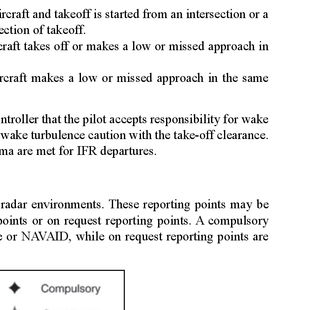 ircraft and takeoff is started from an intersection or a
ection of takeoff.
craft takes off or makes a low or missed approach in
rcraft makes a low or missed approach in the same
ntroller that the pilot accepts responsibility for wake
wake turbulence caution with the take-off clearance.
ma are met for IFR departures.
radar environments. These reporting points may be
points or on request reporting points. A compulsory
e or NAVAID, while on request reporting points are
Compulsory